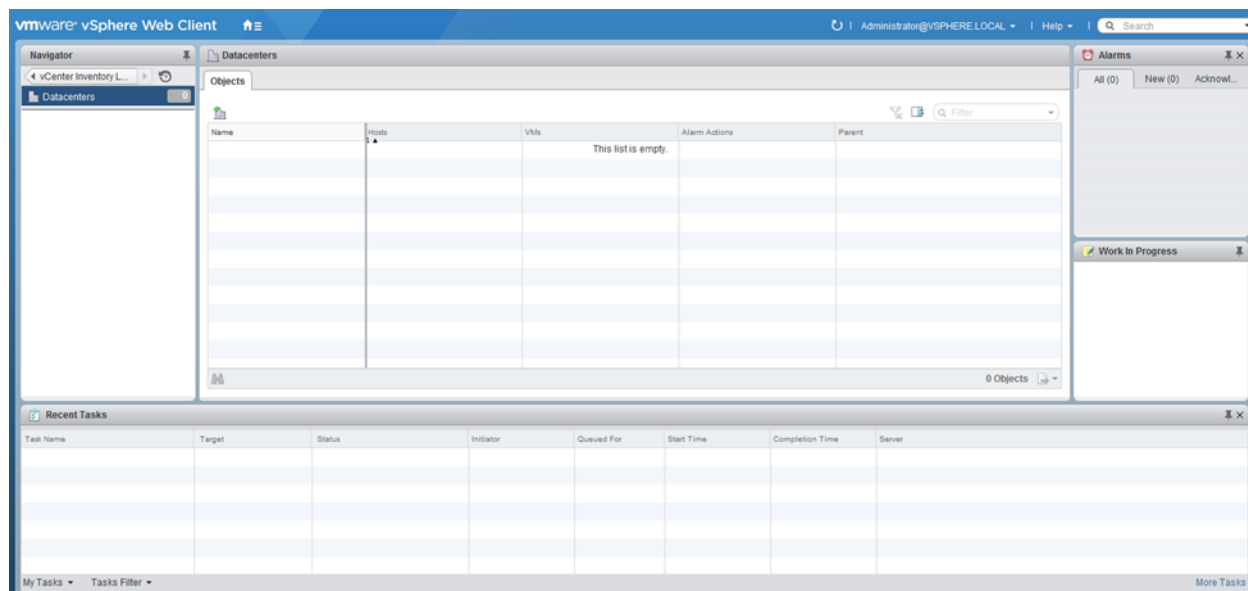 vmware® vSphere Web Client
Administrator@VSPHERE.LOCAL | Help | Search
Navigator
vCenter Inventory L...
Datacenters 0
Datacenters
Objects
Filter
Name Hosts VMs Alarm Actions Parent
1 ▲
This list is empty.
0 Objects
Alarms
All (0) New (0) Acknowl...
Work In Progress
Recent Tasks
Task Name Target Status Initiator Queued For Start Time Completion Time Server
My Tasks Tasks Filter More Tasks